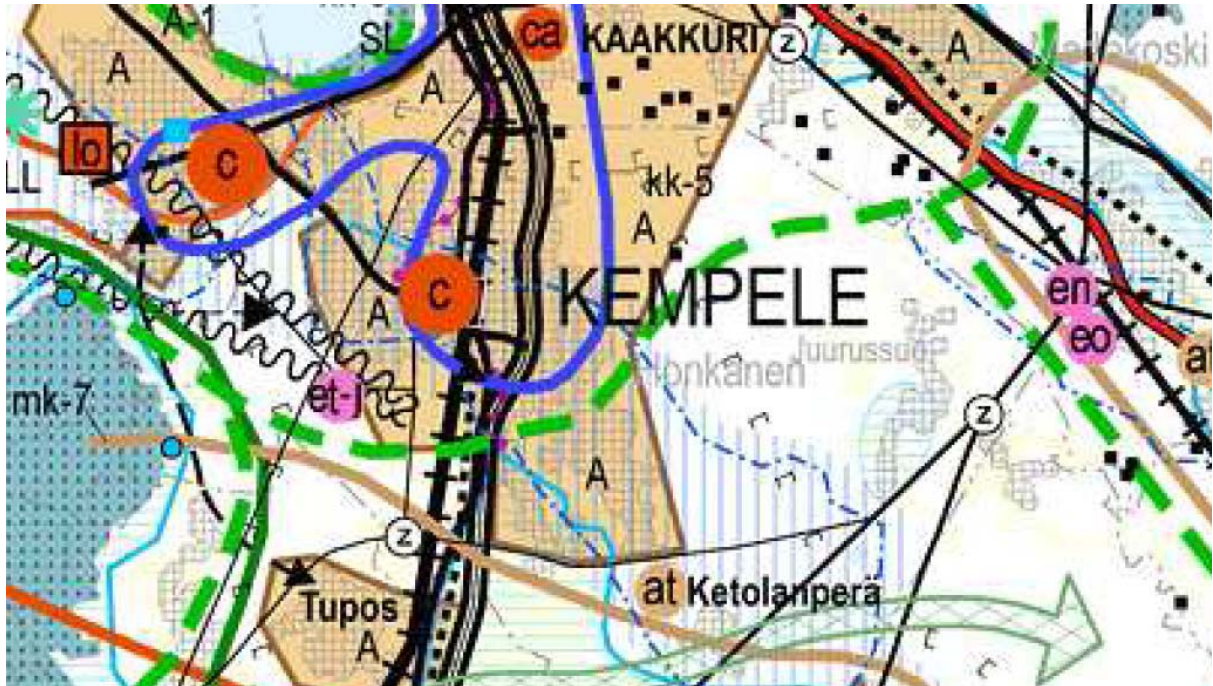 A-1
A
SL
A
ca KAAKKURI
z
A
lo
c
LL
kk-5
A
c
KEMPELE
A
en
eo
at
et-j
mk-7
A
z
z
at Ketolanperä
Tupos
A